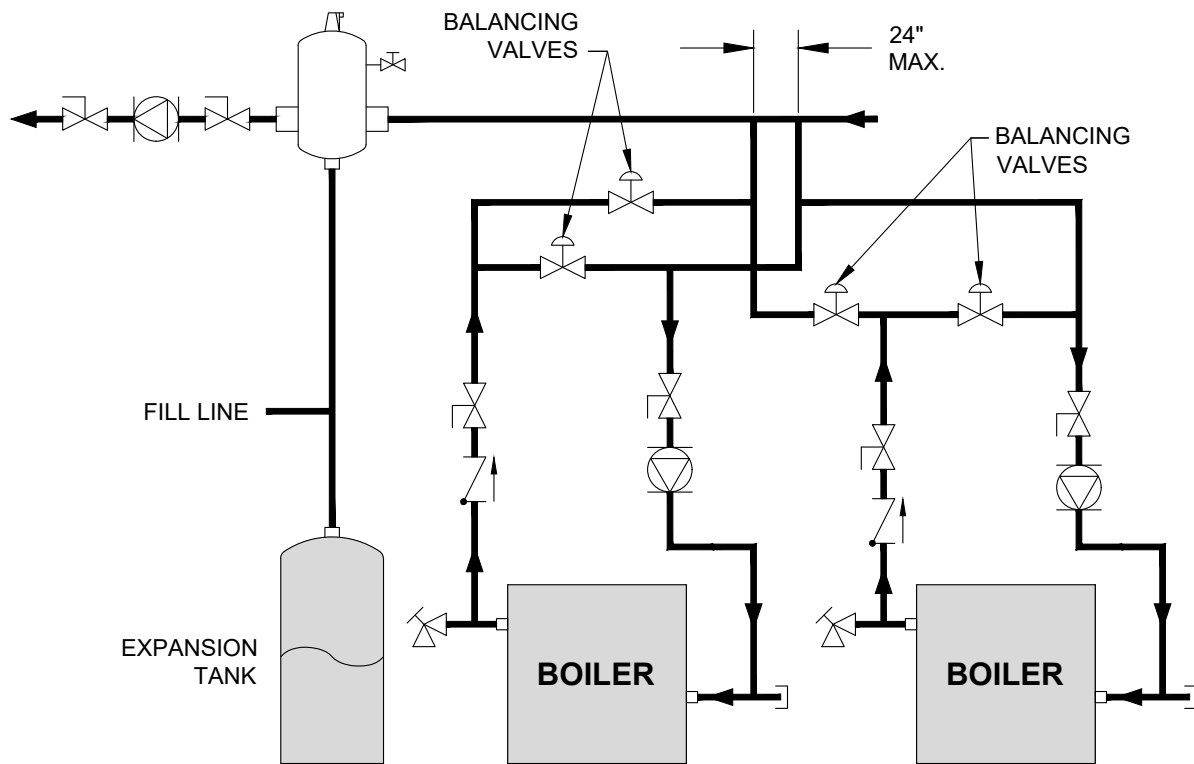 BALANCING
VALVES
24"
MAX.
BALANCING
VALVES
FILL LINE
EXPANSION
TANK
BOILER
BOILER